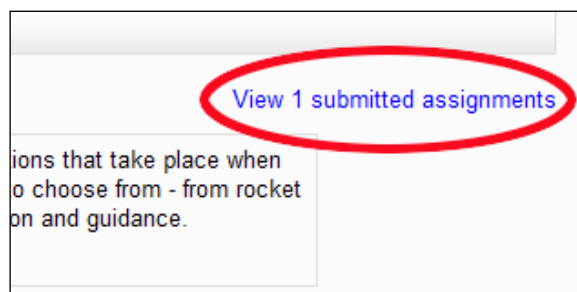 View 1 submitted assignments
ions that take place when
o choose from - from rocket
on and guidance.